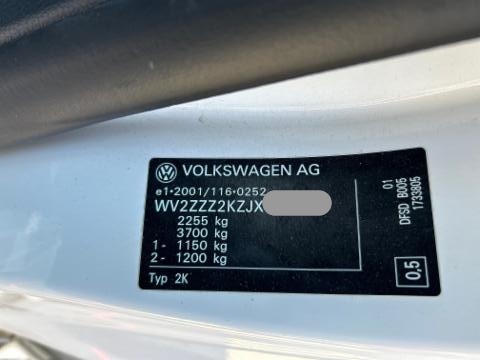 VOLKSWAGEN AG
e1*2001/116*0252
WV2ZZZ2KZJX
2255 kg
3700 kg
1- 1150 kg
2- 1200 kg
Typ 2K
01
DFSD B005
1733805
0,5